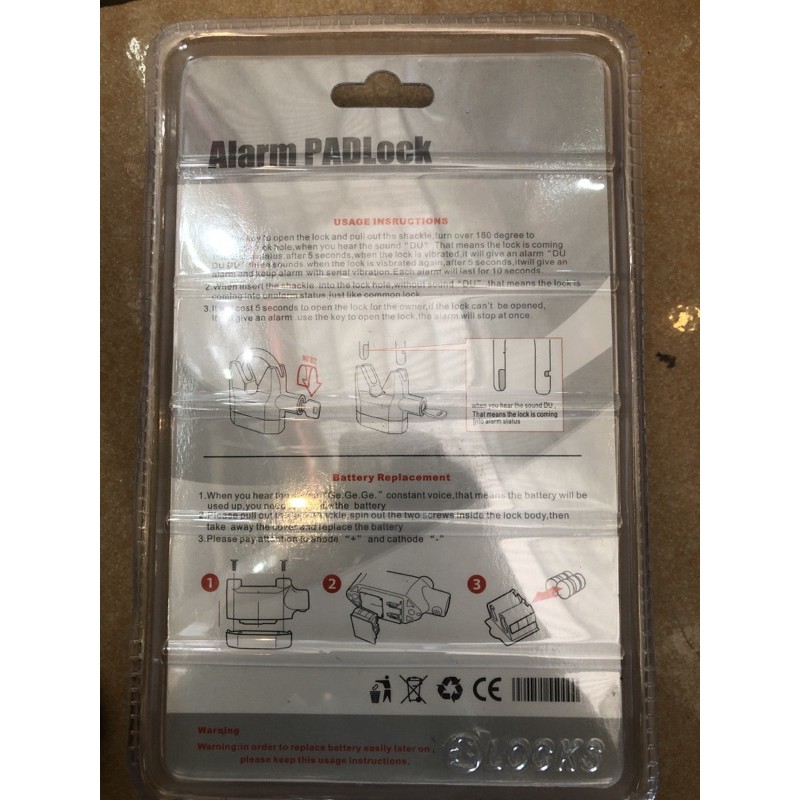 Alarm PADLock
USAGE INSRUCTIONS
key to open the lock and pull out the shackle,turn over 180 degree to
hole,when you hear the sound "DU" That means the lock is coming
after 5 seconds,when the lock is vibrated,it will give an alarm "DU
sounds.when the lock is visbrated again,after 5 seconds,itwill give an
alarm and keup alarm with serial vibration.Each alarm will last for 10 seconds.
2.When insert the shackle into the lock hole,without sound "DU" that means the lock is
coming into unalarm status,just like common lock
3. cost 5 seconds to open the lock for the owner,if the lock can't be opened,
give an alarm .use the key to open the lock,the alarm will stop at once.
when you hear the sound DU,
That means the lock is coming
into alarm status
Battery Replacement
1.When you hear "Ge.Ge.Ge." constant voice,that means the battery will be
used up,you need the battery
2.Please pull out shackle,spin out the two screws inside the lock body,then
take away the cover and replace the battery
3.Please pay attention to anode "+" and cathode "-"
1 2 3
CE
Warning
Warning:in order to replace battery easily later on
please keep this usage instructions.
LOCKS